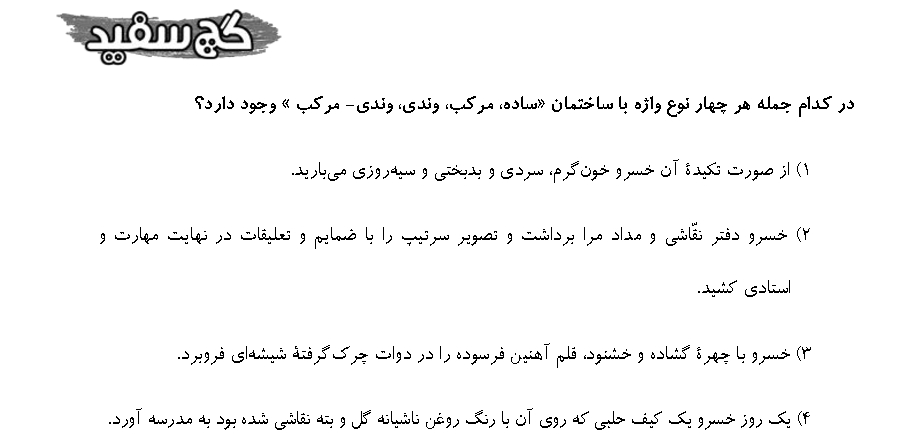 گچ سفید
در کدام جمله هر چهار نوع واژه با ساختمان «ساده، مرکب، وندی، وندی- مرکب » وجود دارد؟
۱) از صورت تکیدهٔ آن خسرو خون‌گرم، سردی و بدبختی و سیه‌روزی می‌بارید.
۲) خسرو دفتر نقّاشی و مداد مرا برداشت و تصویر سرتیپ را با ضمایم و تعلیقات در نهایت مهارت و
استادی کشید.
۳) خسرو با چهرهٔ گشاده و خشنود، قلم آهنین فرسوده را در دوات چرک‌گرفتهٔ شیشه‌ای فروبرد.
۴) یک روز خسرو یک کیف حلبی که روی آن با رنگ روغن ناشیانه گل و بته نقاشی شده بود به مدرسه آورد.